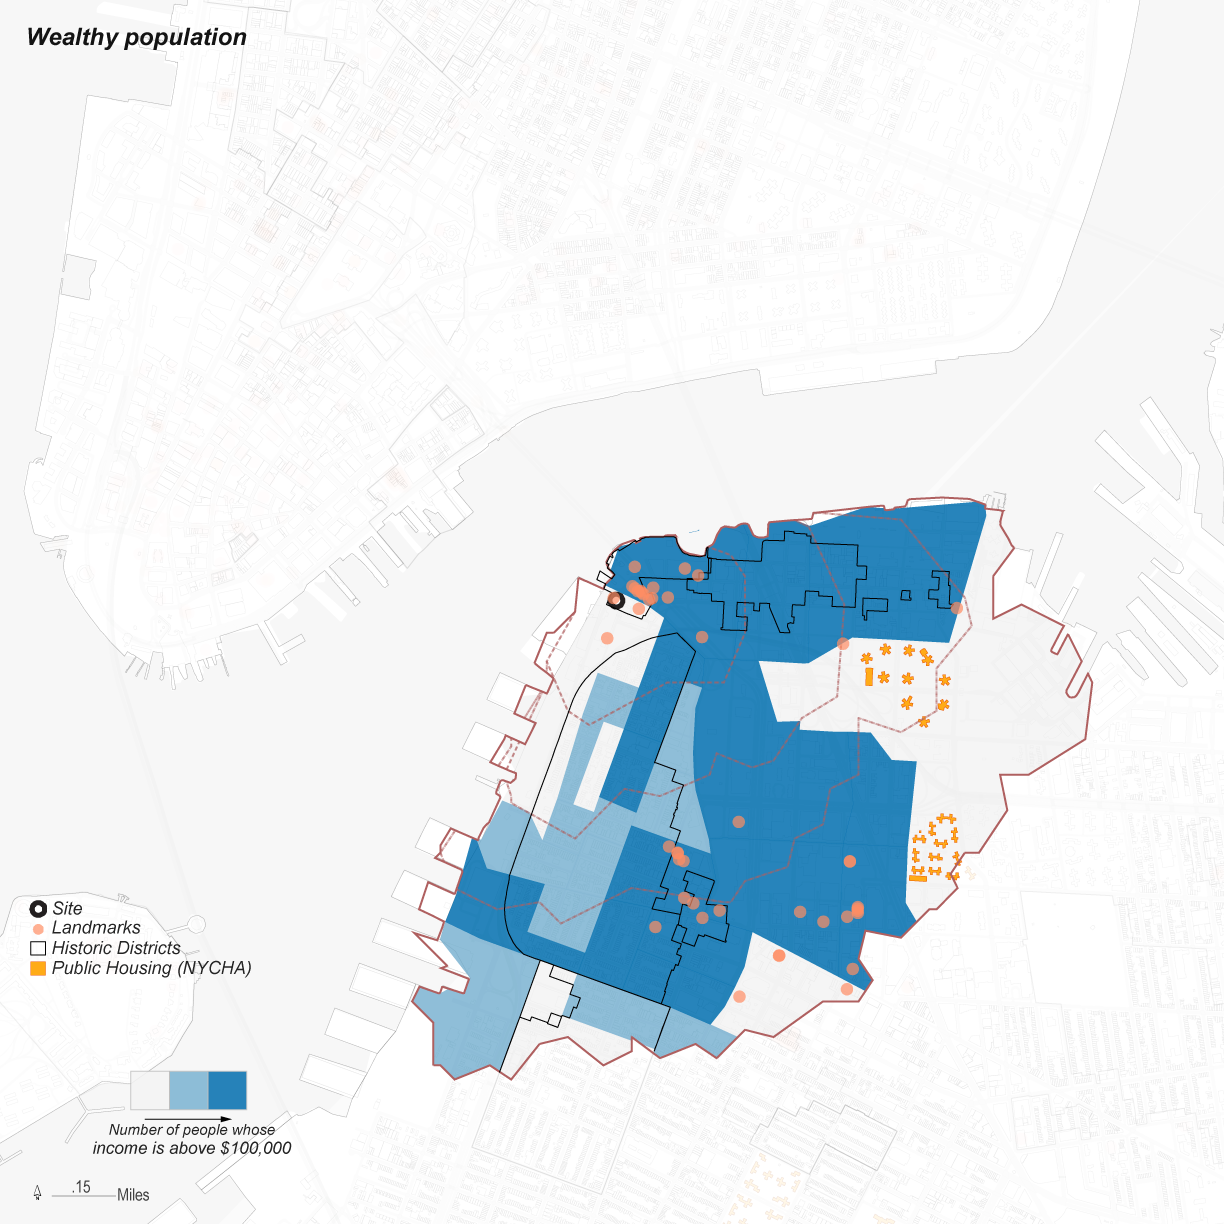 Wealthy population
Site
Landmarks
Historic Districts
Public Housing (NYCHA)
Number of people whose
income is above $100,000
.15
Miles